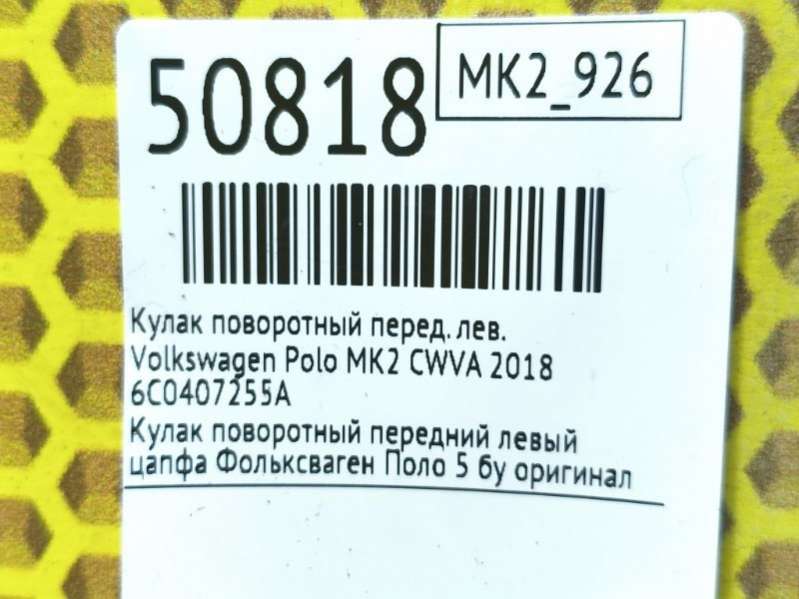 50818
MK2_926
Кулак поворотный перед. лев.
Volkswagen Polo MK2 CWVA 2018
6C0407255A
Кулак поворотный передний левый
цапфа Фольксваген Поло 5 бу оригинал